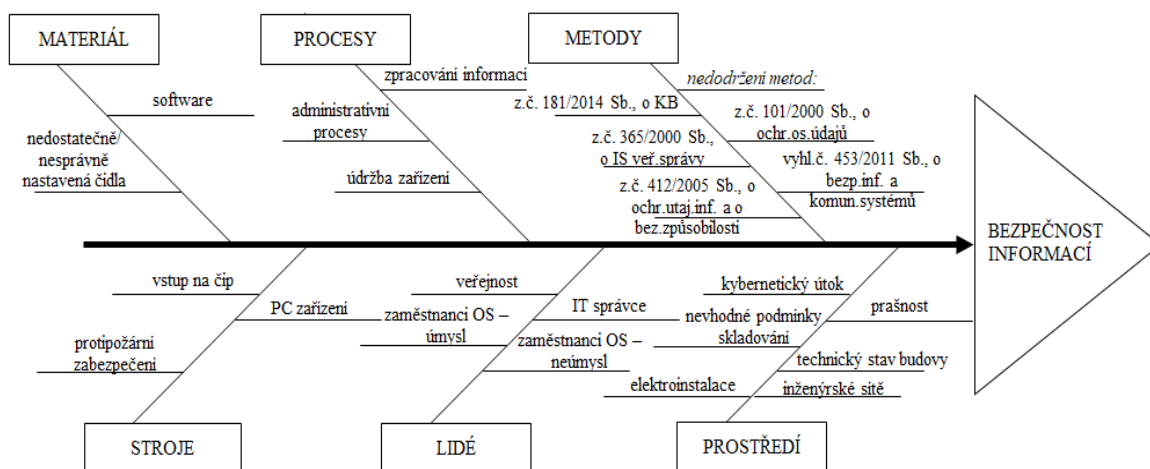 MATERIÁL
PROCESY
METODY
software
nedostatečně/
nesprávně
nastavená čidla
zpracování informací
administrativní
procesy
údržba zařízení
nedodržení metod:
z.č. 181/2014 Sb., o KB
z.č. 101/2000 Sb., o
ochr.os.údajů
z.č. 365/2000 Sb.,
o IS veř.správy
vyhl.č. 453/2011 Sb., o
bezp.inf. a
komun.systémů
z.č. 412/2005 Sb., o
ochr.utaj.inf. a o
bez.způsobilosti
BEZPEČNOST
INFORMACÍ
vstup na čip
PC zařízení
protipožární
zabezpečení
veřejnost
IT správce
zaměstnanci OS –
úmysl
zaměstnanci OS –
neúmysl
kybernetický útok
prašnost
nevhodné podmínky
skladování
technický stav budovy
elektroinstalace
inženýrské sítě
STROJE
LIDÉ
PROSTŘEDÍ